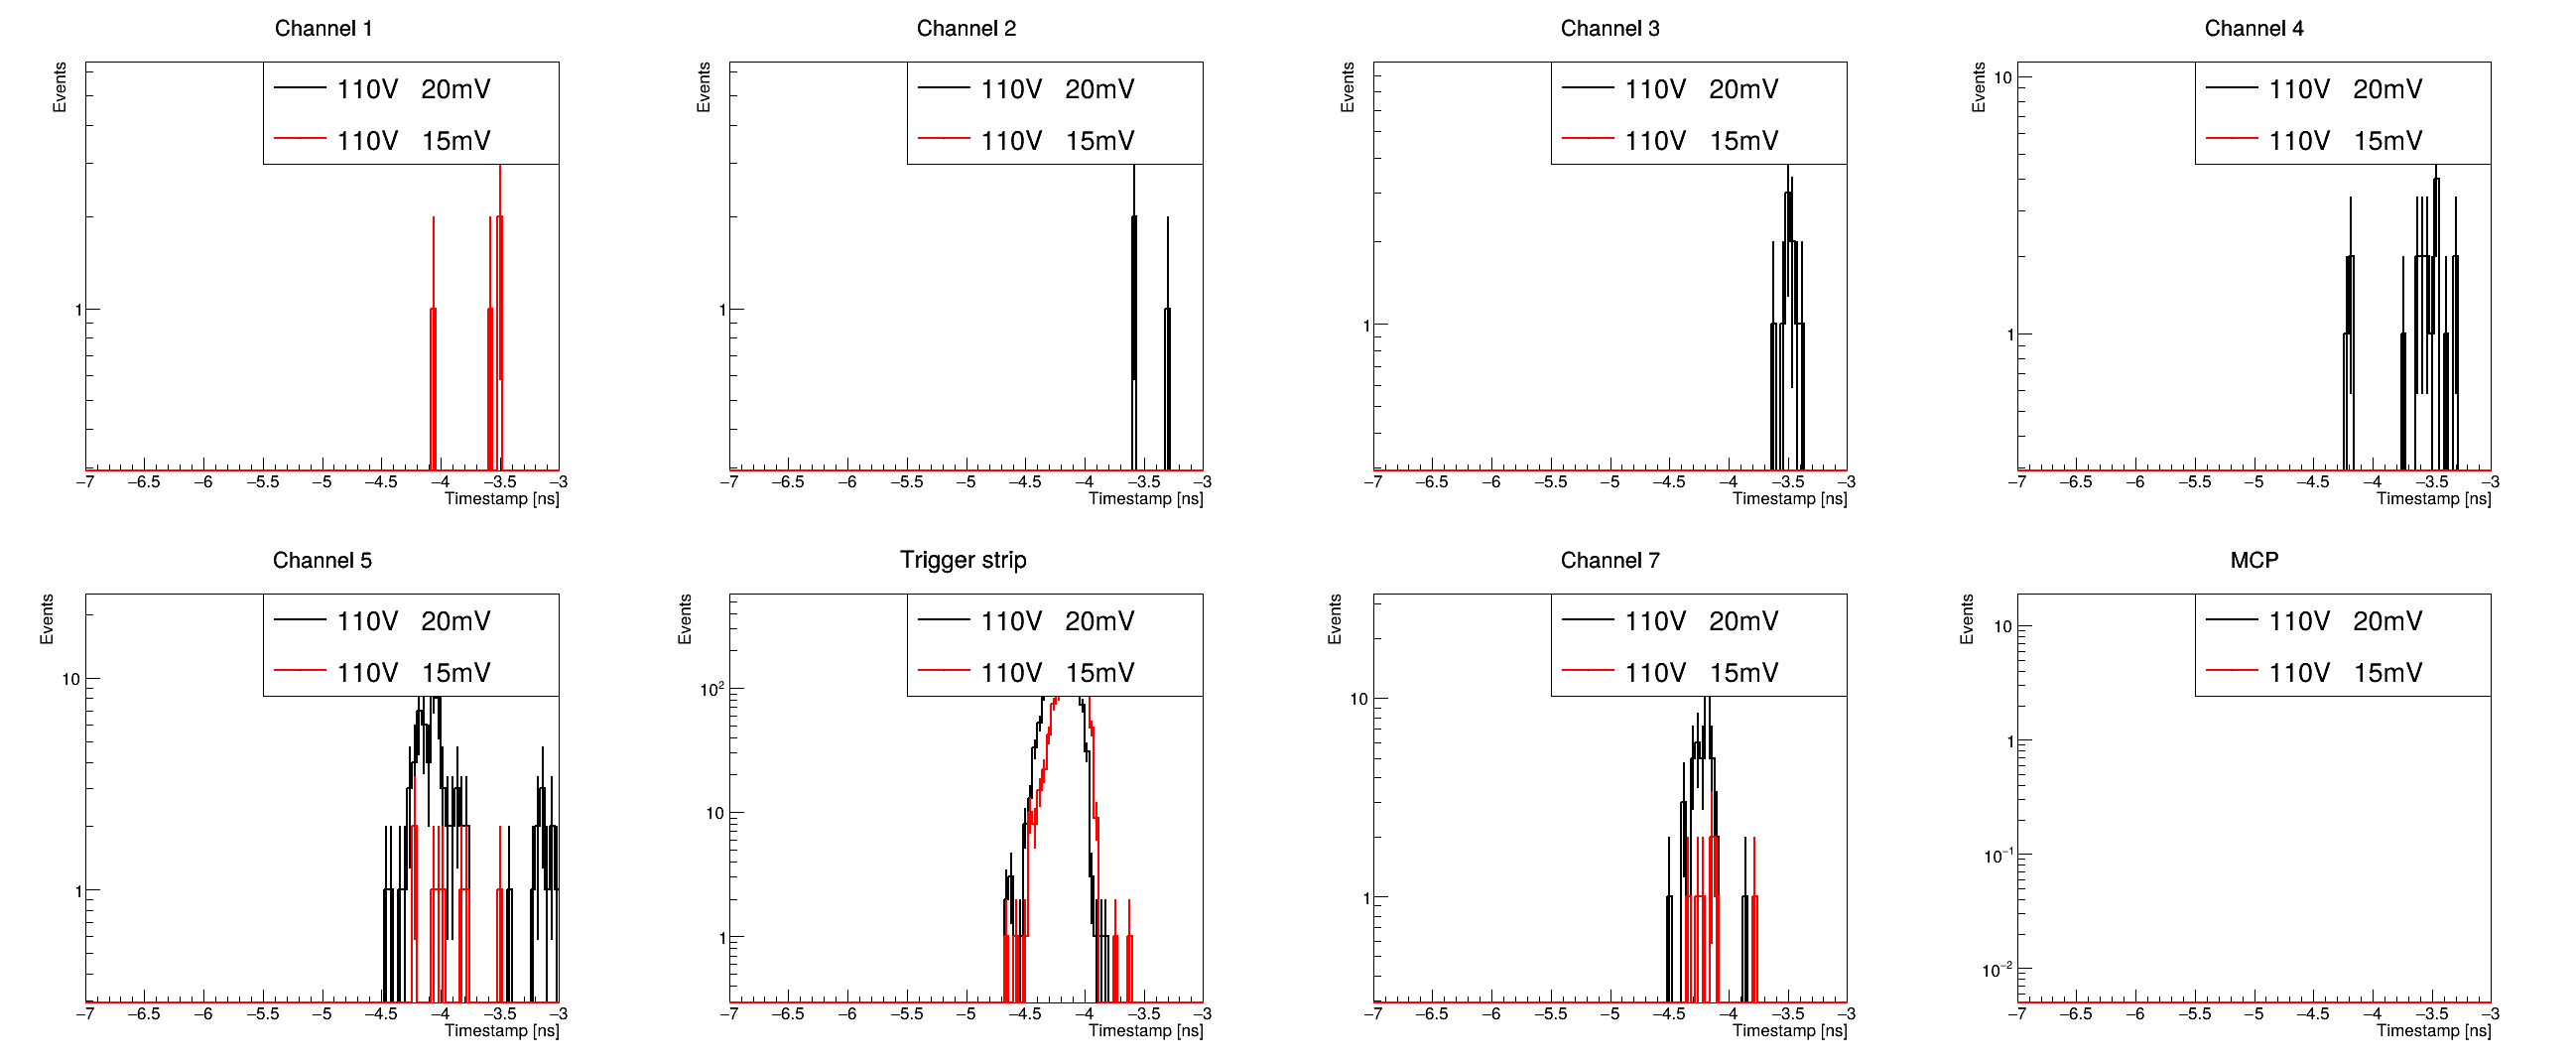 Channel 1
Events
110V 20mV
110V 15mV
1
−7 −6.5 −6 −5.5 −5 −4.5 −4 −3.5 −3
Timestamp [ns]
Channel 2
Events
110V 20mV
110V 15mV
1
−7 −6.5 −6 −5.5 −5 −4.5 −4 −3.5 −3
Timestamp [ns]
Channel 3
Events
110V 20mV
110V 15mV
1
−7 −6.5 −6 −5.5 −5 −4.5 −4 −3.5 −3
Timestamp [ns]
Channel 4
Events
110V 20mV
110V 15mV
10
1
−7 −6.5 −6 −5.5 −5 −4.5 −4 −3.5 −3
Timestamp [ns]
Channel 5
Events
110V 20mV
110V 15mV
10
1
−7 −6.5 −6 −5.5 −5 −4.5 −4 −3.5 −3
Timestamp [ns]
Trigger strip
Events
110V 20mV
110V 15mV
10²
10
1
−7 −6.5 −6 −5.5 −5 −4.5 −4 −3.5 −3
Timestamp [ns]
Channel 7
Events
110V 20mV
110V 15mV
10
1
−7 −6.5 −6 −5.5 −5 −4.5 −4 −3.5 −3
Timestamp [ns]
MCP
Events
110V 20mV
110V 15mV
10
1
10⁻¹
10⁻²
−7 −6.5 −6 −5.5 −5 −4.5 −4 −3.5 −3
Timestamp [ns]